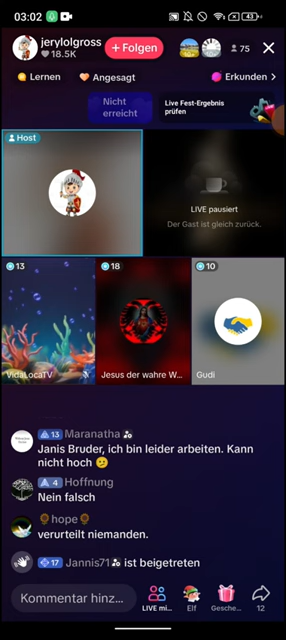 03:02
43
jerylolgross
18.5K
+ Folgen
75
Lernen
Angesagt
Erkunden >
Nicht
erreicht
Live Fest-Ergebnis
prüfen
Host
LIVE pausiert
Der Gast ist gleich zurück.
13
18
10
VidaLocaTV
Jesus der wahre W...
Gudi
13 Maranatha
Janis Bruder, ich bin leider arbeiten. Kann
nicht hoch 😕
4 Hoffnung
Nein falsch
🌻hope🌻
verurteilt niemanden.
17 Jannis71 ist beigetreten
Kommentar hinz...
LIVE mi...
Elf
Gesche...
12